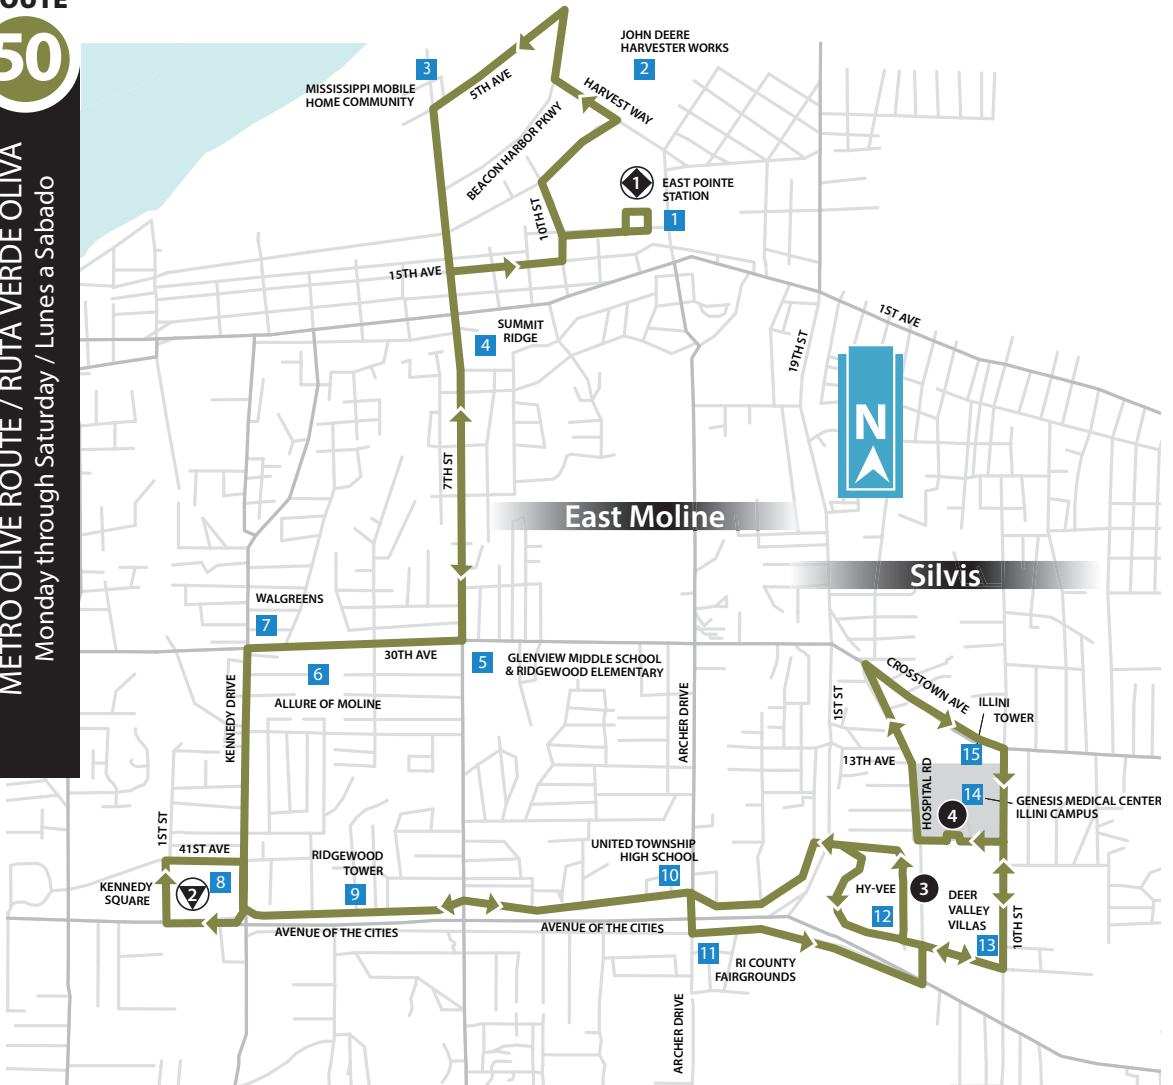 OUTE
50
METRO OLIVE ROUTE / RUTA VERDE OLIVA
Monday through Saturday / Lunes a Sabado
JOHN DEERE
HARVESTER WORKS
2
3
MISSISSIPPI MOBILE
HOME COMMUNITY
5TH AVE
HARVEST WAY
BEACON HARBOR PKWY
1
EAST POINTE
STATION
1
10TH ST
15TH AVE
1ST AVE
SUMMIT
RIDGE
4
19TH ST
N
7TH ST
East Moline
Silvis
WALGREENS
7
30TH AVE
5
GLENVIEW MIDDLE SCHOOL
& RIDGEWOOD ELEMENTARY
6
ALLURE OF MOLINE
KENNEDY DRIVE
ARCHER DRIVE
1ST ST
CROSSTOWN AVE
ILLINI
TOWER
15
13TH AVE
HOSPITAL RD
14
GENESIS MEDICAL CENTER
ILLINI CAMPUS
4
1ST ST
41ST AVE
KENNEDY
SQUARE
2
8
RIDGEWOOD
TOWER
9
UNITED TOWNSHIP
HIGH SCHOOL
10
HY-VEE
12
3
DEER
VALLEY
VILLAS
13
10TH ST
AVENUE OF THE CITIES
AVENUE OF THE CITIES
11
RI COUNTY
FAIRGROUNDS
ARCHER DRIVE